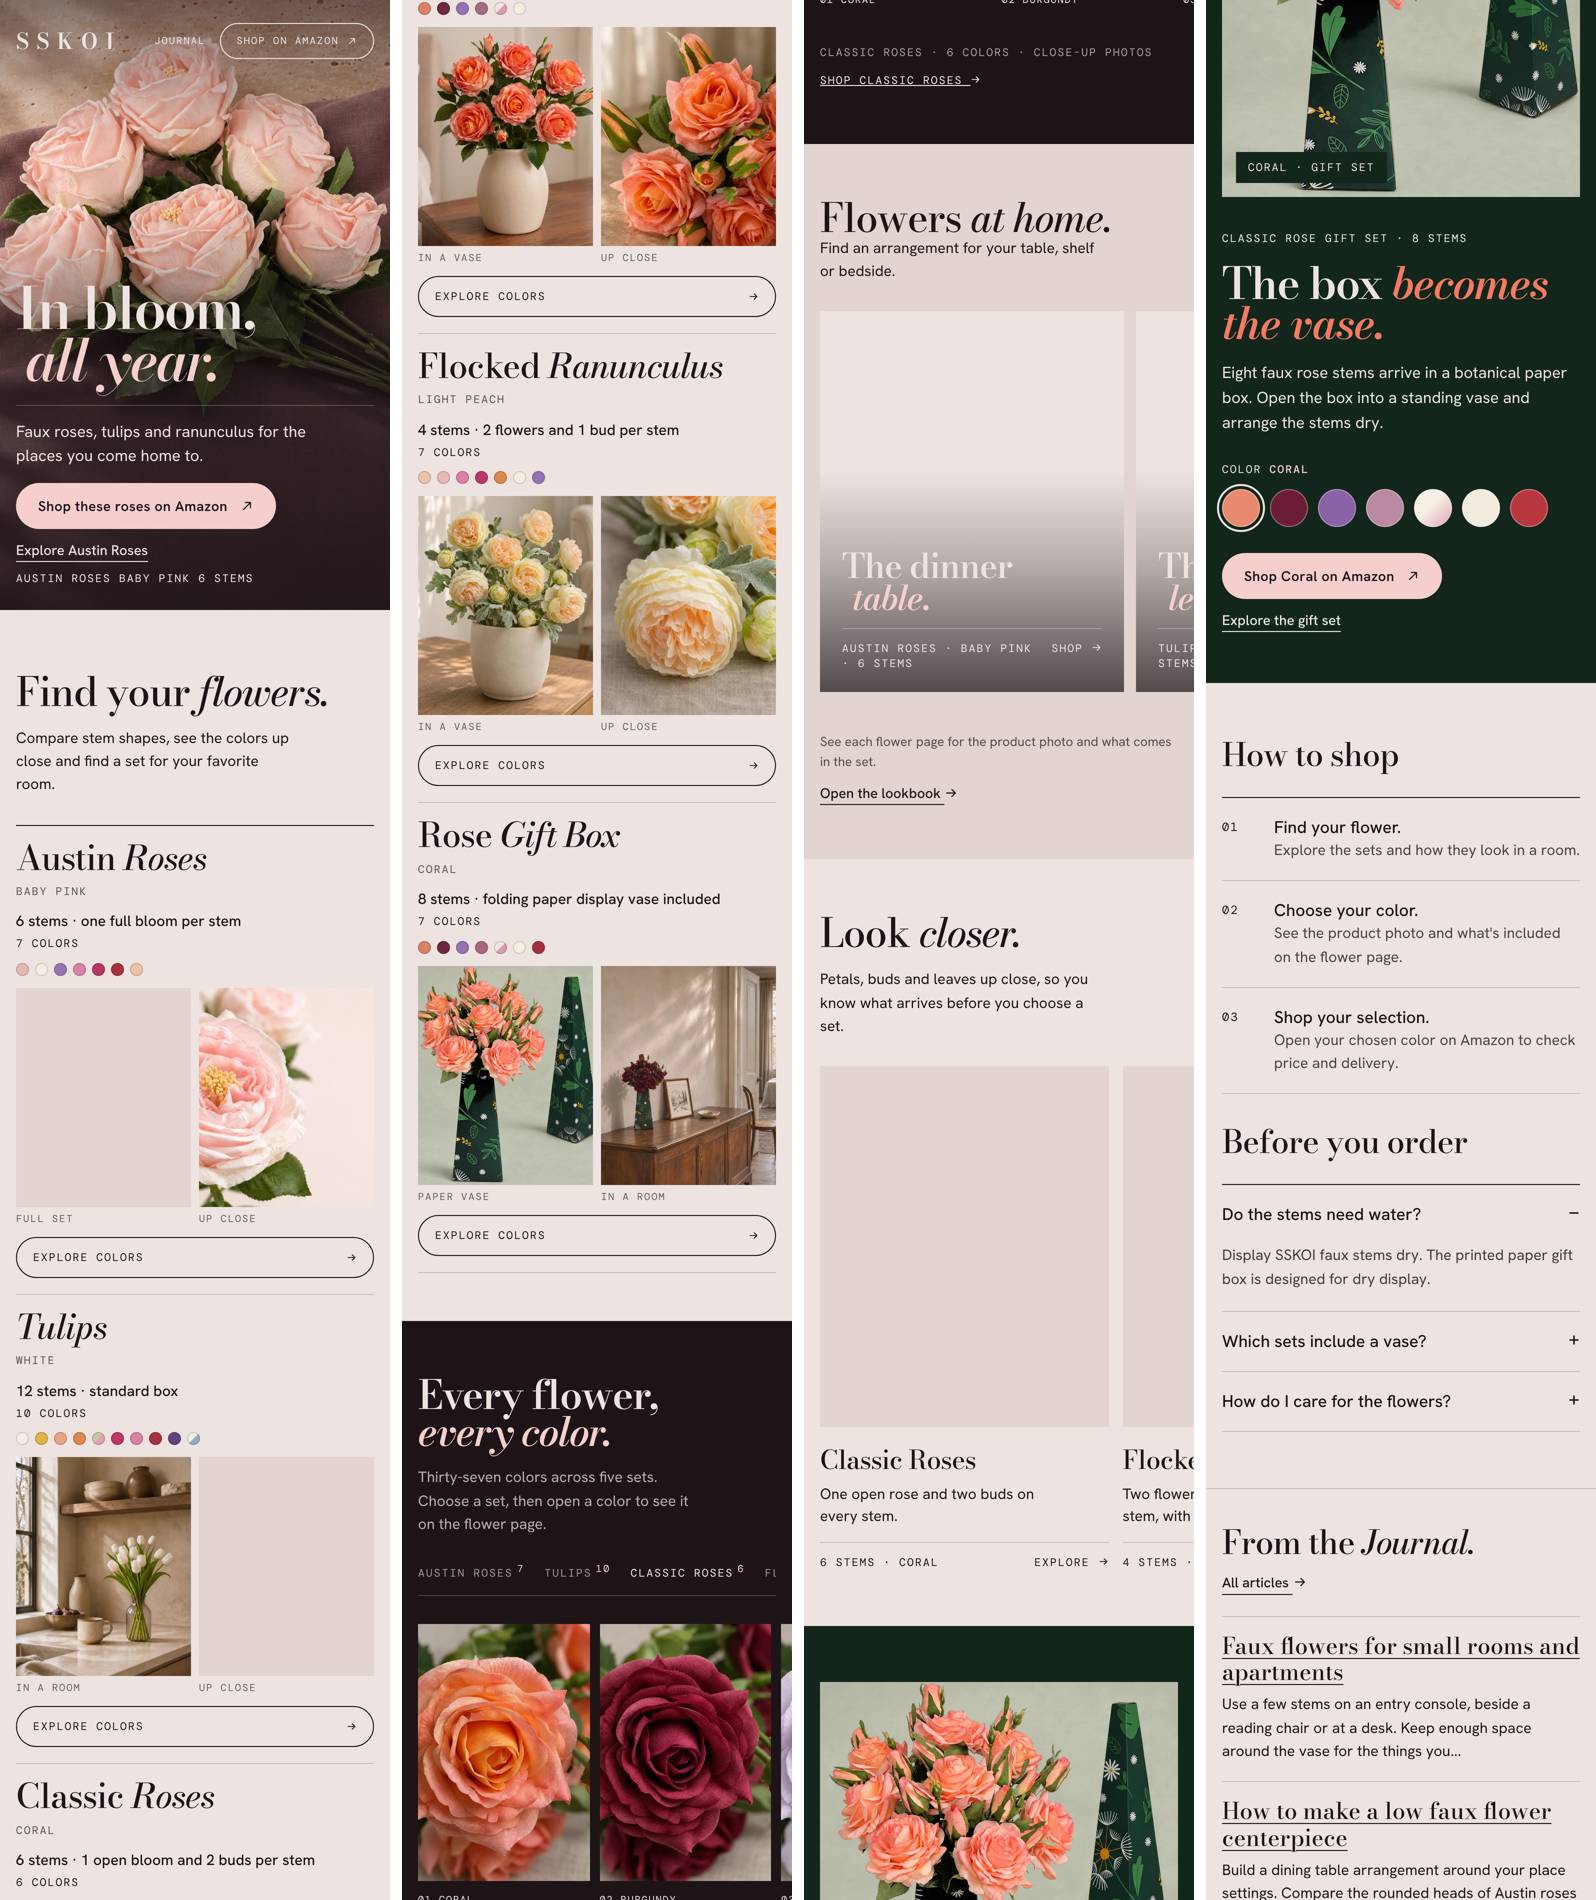 SSKOI
JOURNAL
SHOP ON AMAZON ↗
In bloom,
all year.
Faux roses, tulips and ranunculus for the
places you come home to.
Shop these roses on Amazon ↗
Explore Austin Roses
AUSTIN ROSES BABY PINK 6 STEMS
Find your flowers.
Compare stem shapes, see the colors up
close and find a set for your favorite
room.
Austin Roses
BABY PINK
6 stems · one full bloom per stem
7 COLORS
FULL SET
UP CLOSE
EXPLORE COLORS →
Tulips
WHITE
12 stems · standard box
10 COLORS
IN A ROOM
UP CLOSE
EXPLORE COLORS →
Classic Roses
CORAL
6 stems · 1 open bloom and 2 buds per stem
6 COLORS
IN A VASE
UP CLOSE
EXPLORE COLORS →
Flocked Ranunculus
LIGHT PEACH
4 stems · 2 flowers and 1 bud per stem
7 COLORS
IN A VASE
UP CLOSE
EXPLORE COLORS →
Rose Gift Box
CORAL
8 stems · folding paper display vase included
7 COLORS
PAPER VASE
IN A ROOM
EXPLORE COLORS →
Every flower,
every color.
Thirty-seven colors across five sets.
Choose a set, then open a color to see it
on the flower page.
AUSTIN ROSES 7
TULIPS 10
CLASSIC ROSES 6
FL
01 CORAL
02 BURGUNDY
03
01 CORAL
02 BURGUNDY
03
CLASSIC ROSES · 6 COLORS · CLOSE-UP PHOTOS
SHOP CLASSIC ROSES →
Flowers at home.
Find an arrangement for your table, shelf
or bedside.
The dinner
table.
AUSTIN ROSES · BABY PINK
· 6 STEMS
SHOP →
Th
le
TULIP
STEMS
See each flower page for the product photo and what comes
in the set.
Open the lookbook →
Look closer.
Petals, buds and leaves up close, so you
know what arrives before you choose a
set.
Classic Roses
One open rose and two buds on
every stem.
6 STEMS · CORAL
EXPLORE →
Flocke
Two flower
stem, with
4 STEMS ·
CORAL · GIFT SET
CLASSIC ROSE GIFT SET · 8 STEMS
The box becomes
the vase.
Eight faux rose stems arrive in a botanical paper
box. Open the box into a standing vase and
arrange the stems dry.
COLOR CORAL
Shop Coral on Amazon ↗
Explore the gift set
How to shop
01
Find your flower.
Explore the sets and how they look in a room.
02
Choose your color.
See the product photo and what's included
on the flower page.
03
Shop your selection.
Open your chosen color on Amazon to check
price and delivery.
Before you order
Do the stems need water? −
Display SSKOI faux stems dry. The printed paper gift
box is designed for dry display.
Which sets include a vase? +
How do I care for the flowers? +
From the Journal.
All articles →
Faux flowers for small rooms and
apartments
Use a few stems on an entry console, beside a
reading chair or at a desk. Keep enough space
around the vase for the things you...
How to make a low faux flower
centerpiece
Build a dining table arrangement around your place
settings. Compare the rounded heads of Austin roses